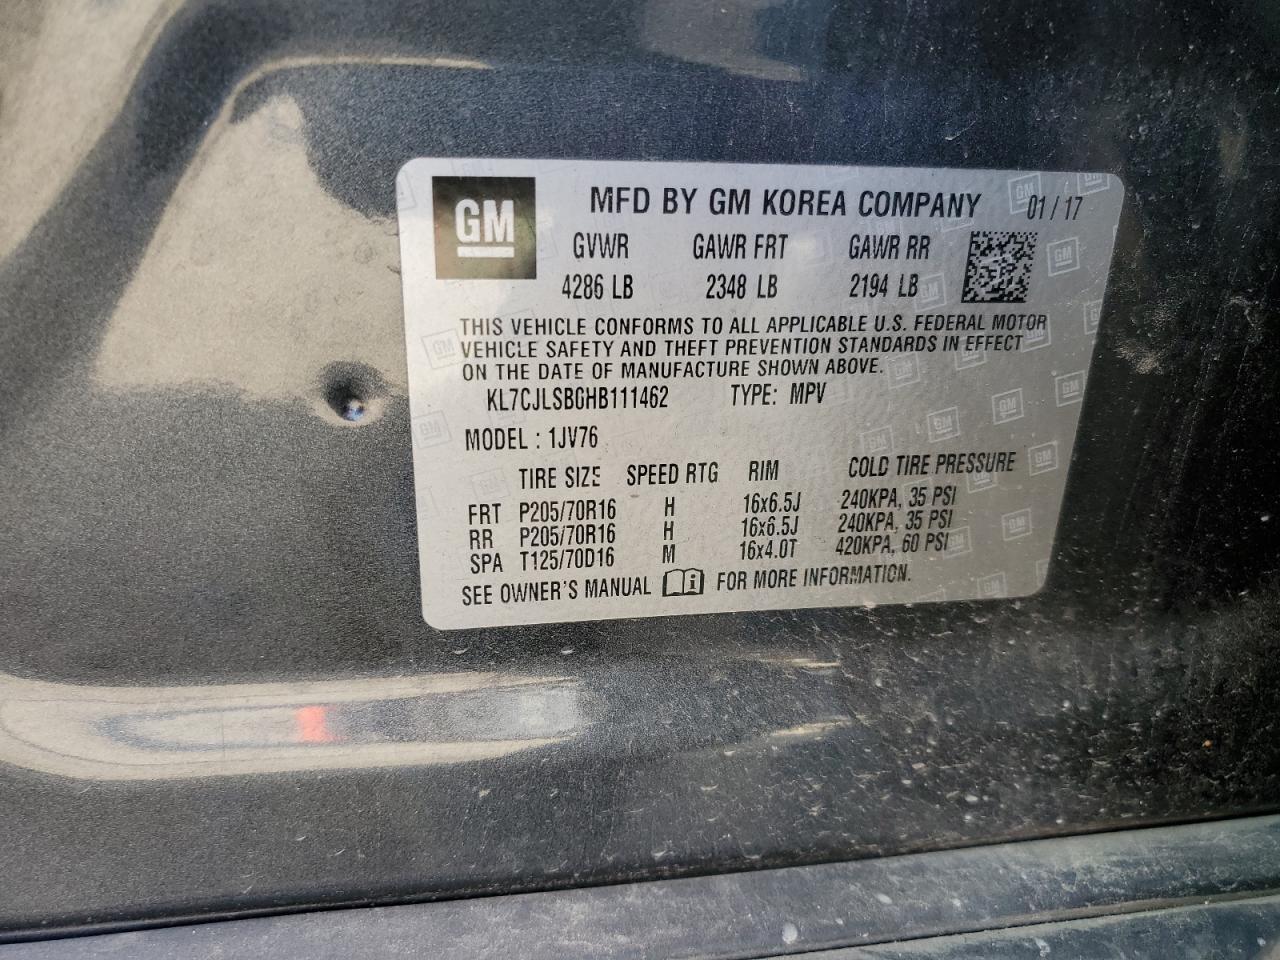 GM
MFD BY GM KOREA COMPANY 01/17
GVWR GAWR FRT GAWR RR
4286 LB 2348 LB 2194 LB
THIS VEHICLE CONFORMS TO ALL APPLICABLE U.S. FEDERAL MOTOR
VEHICLE SAFETY AND THEFT PREVENTION STANDARDS IN EFFECT
ON THE DATE OF MANUFACTURE SHOWN ABOVE.
KL7CJLSB0HB111462 TYPE: MPV
MODEL : 1JV76
TIRE SIZE SPEED RTG RIM COLD TIRE PRESSURE
FRT P205/70R16 H 16x6.5J 240KPA, 35 PSI
RR P205/70R16 H 16x6.5J 240KPA, 35 PSI
SPA T125/70D16 M 16x4.0T 420KPA, 60 PSI
SEE OWNER'S MANUAL FOR MORE INFORMATION.